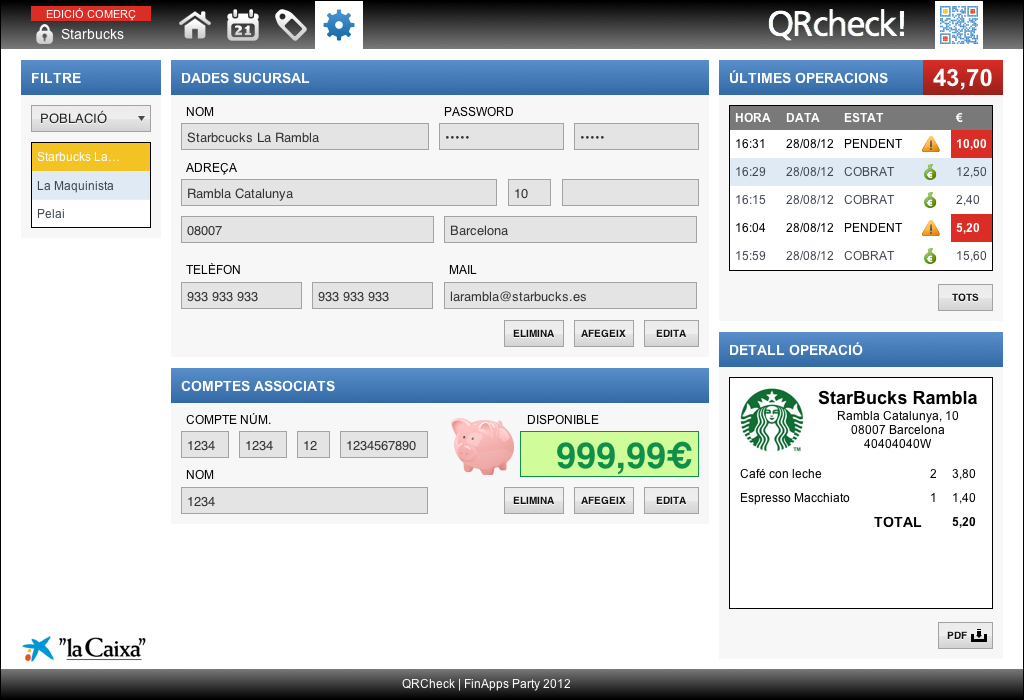 EDICIÓ COMERÇ
Starbucks
21
QRcheck!
FILTRE
POBLACIÓ
Starbucks La...
La Maquinista
Pelai
DADES SUCURSAL
NOM PASSWORD
Starbcucks La Rambla ••••• •••••
ADREÇA
Rambla Catalunya 10
08007 Barcelona
TELÈFON MAIL
933 933 933 933 933 933 larambla@starbucks.es
ELIMINA AFEGEIX EDITA
COMPTES ASSOCIATS
COMPTE NÚM. DISPONIBLE
1234 1234 12 1234567890 999,99€
NOM
1234
ELIMINA AFEGEIX EDITA
ÚLTIMES OPERACIONS 43,70
HORA DATA ESTAT €
16:31 28/08/12 PENDENT 10,00
16:29 28/08/12 COBRAT € 12,50
16:15 28/08/12 COBRAT € 2,40
16:04 28/08/12 PENDENT 5,20
15:59 28/08/12 COBRAT € 15,60
TOTS
DETALL OPERACIÓ
StarBucks Rambla
Rambla Catalunya, 10
08007 Barcelona
40404040W
TM
Café con leche 2 3,80
Espresso Macchiato 1 1,40
TOTAL 5,20
PDF
"la Caixa"
QRCheck | FinApps Party 2012